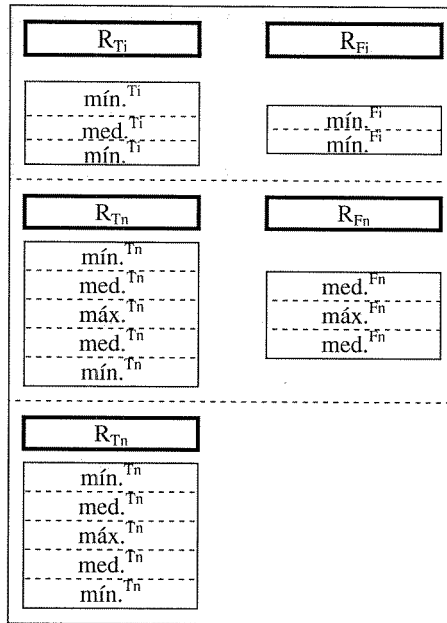 R_Ti
R_Fi
mín.^Ti
med.^Ti
mín.^Ti
mín.^Fi
mín.^Fi
R_Tn
R_Fn
mín.^Tn
med.^Tn
máx.^Tn
med.^Tn
mín.^Tn
med.^Fn
máx.^Fn
med.^Fn
R_Tn
mín.^Tn
med.^Tn
máx.^Tn
med.^Tn
mín.^Tn